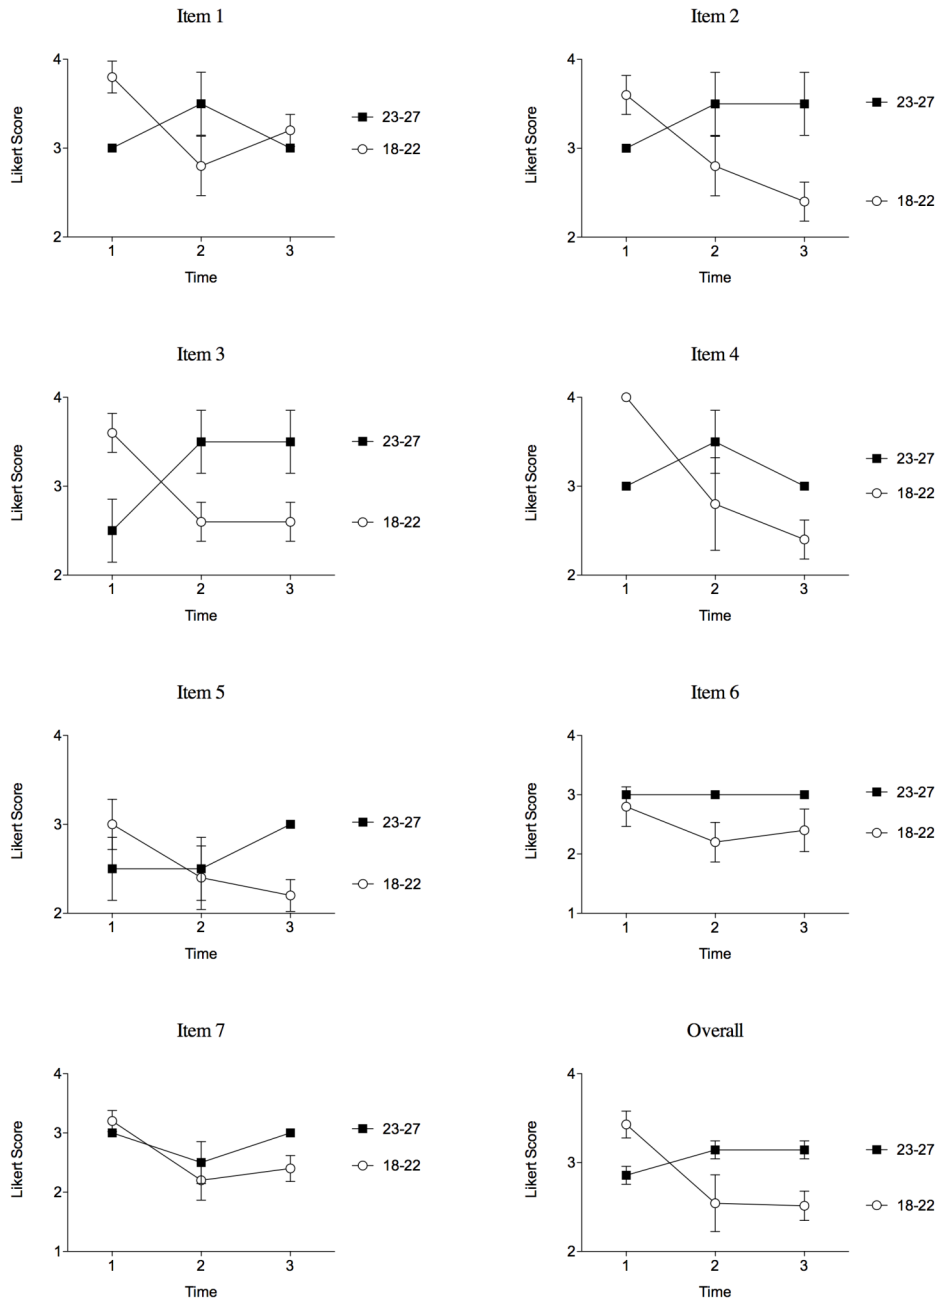 Item 1
4
3
2
Likert Score
1 2 3
Time
23-27
18-22
Item 2
4
3
2
Likert Score
1 2 3
Time
23-27
18-22
Item 3
4
3
2
Likert Score
1 2 3
Time
23-27
18-22
Item 4
4
3
2
Likert Score
1 2 3
Time
23-27
18-22
Item 5
4
3
2
Likert Score
1 2 3
Time
23-27
18-22
Item 6
4
3
2
1
Likert Score
1 2 3
Time
23-27
18-22
Item 7
4
3
2
1
Likert Score
1 2 3
Time
23-27
18-22
Overall
4
3
2
Likert Score
1 2 3
Time
23-27
18-22